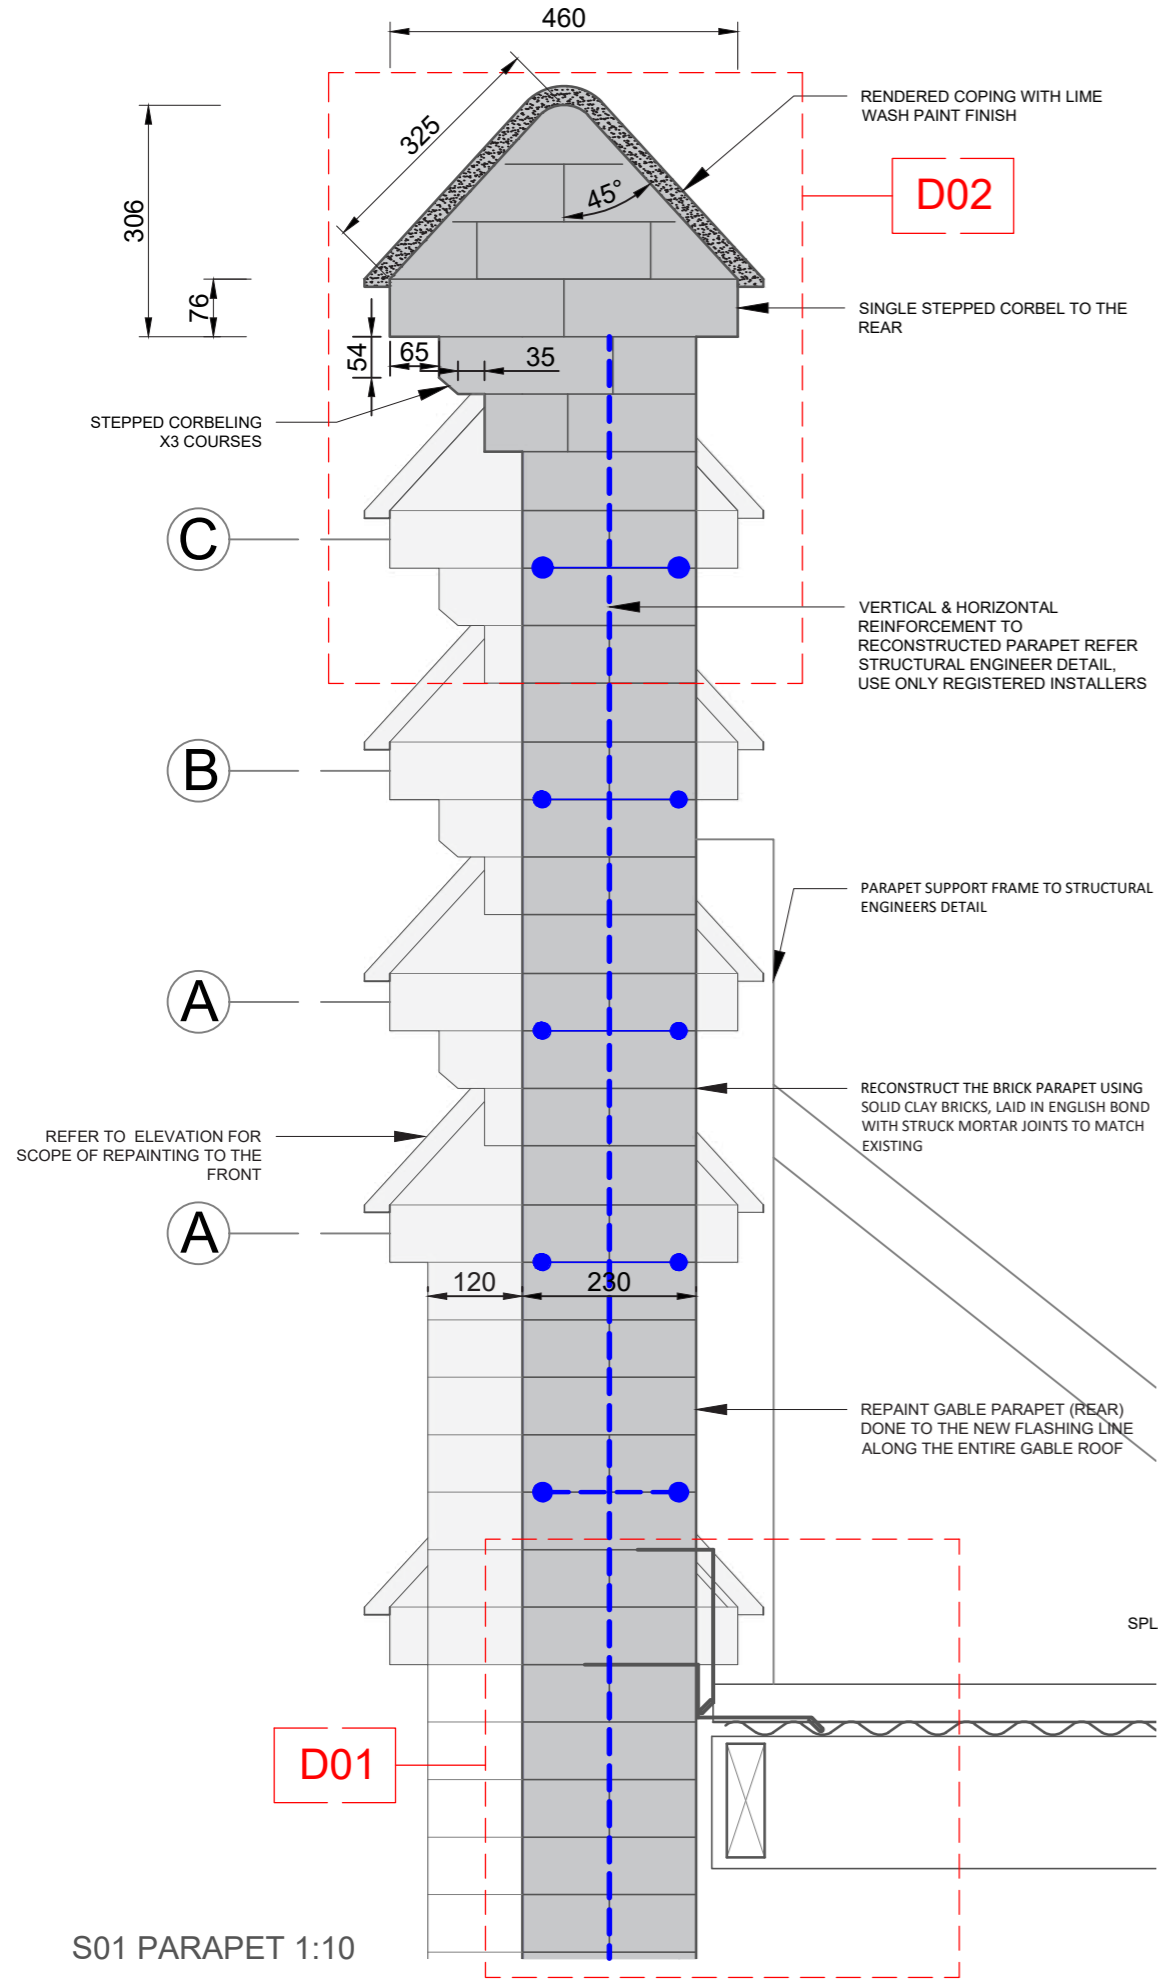 460
325
306
76
45°
54
65
35
RENDERED COPING WITH LIME
WASH PAINT FINISH
D02
SINGLE STEPPED CORBEL TO THE
REAR
STEPPED CORBELING
X3 COURSES
C
VERTICAL & HORIZONTAL
REINFORCEMENT TO
RECONSTRUCTED PARAPET REFER
STRUCTURAL ENGINEER DETAIL,
USE ONLY REGISTERED INSTALLERS
B
PARAPET SUPPORT FRAME TO STRUCTURAL
ENGINEERS DETAIL
A
RECONSTRUCT THE BRICK PARAPET USING
SOLID CLAY BRICKS, LAID IN ENGLISH BOND
WITH STRUCK MORTAR JOINTS TO MATCH
EXISTING
REFER TO ELEVATION FOR
SCOPE OF REPAINTING TO THE
FRONT
A
120
230
REPAINT GABLE PARAPET (REAR)
DONE TO THE NEW FLASHING LINE
ALONG THE ENTIRE GABLE ROOF
SPL
D01
S01 PARAPET 1:10